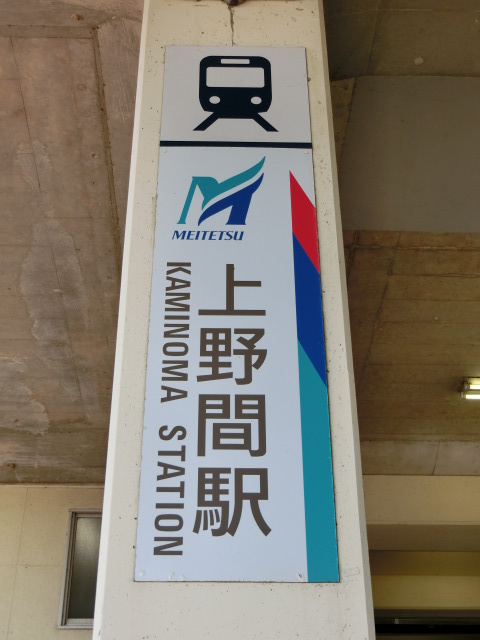 MEITETSU
上野間駅
KAMINOMA STATION